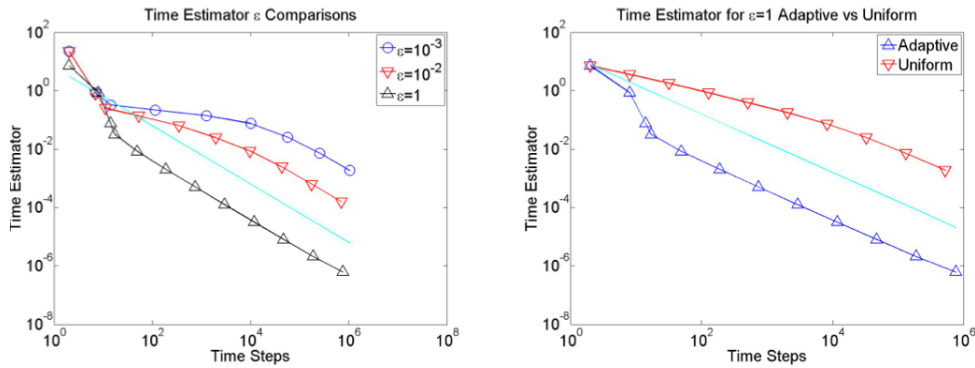 Time Estimator ε Comparisons
10^2
10^0
10^-2
10^-4
10^-6
10^-8
Time Estimator
10^0
10^2
10^4
10^6
10^8
Time Steps
ε=10^-3
ε=10^-2
ε=1
Time Estimator for ε=1 Adaptive vs Uniform
10^2
10^0
10^-2
10^-4
10^-6
10^-8
Time Estimator
10^0
10^2
10^4
10^6
Time Steps
Adaptive
Uniform